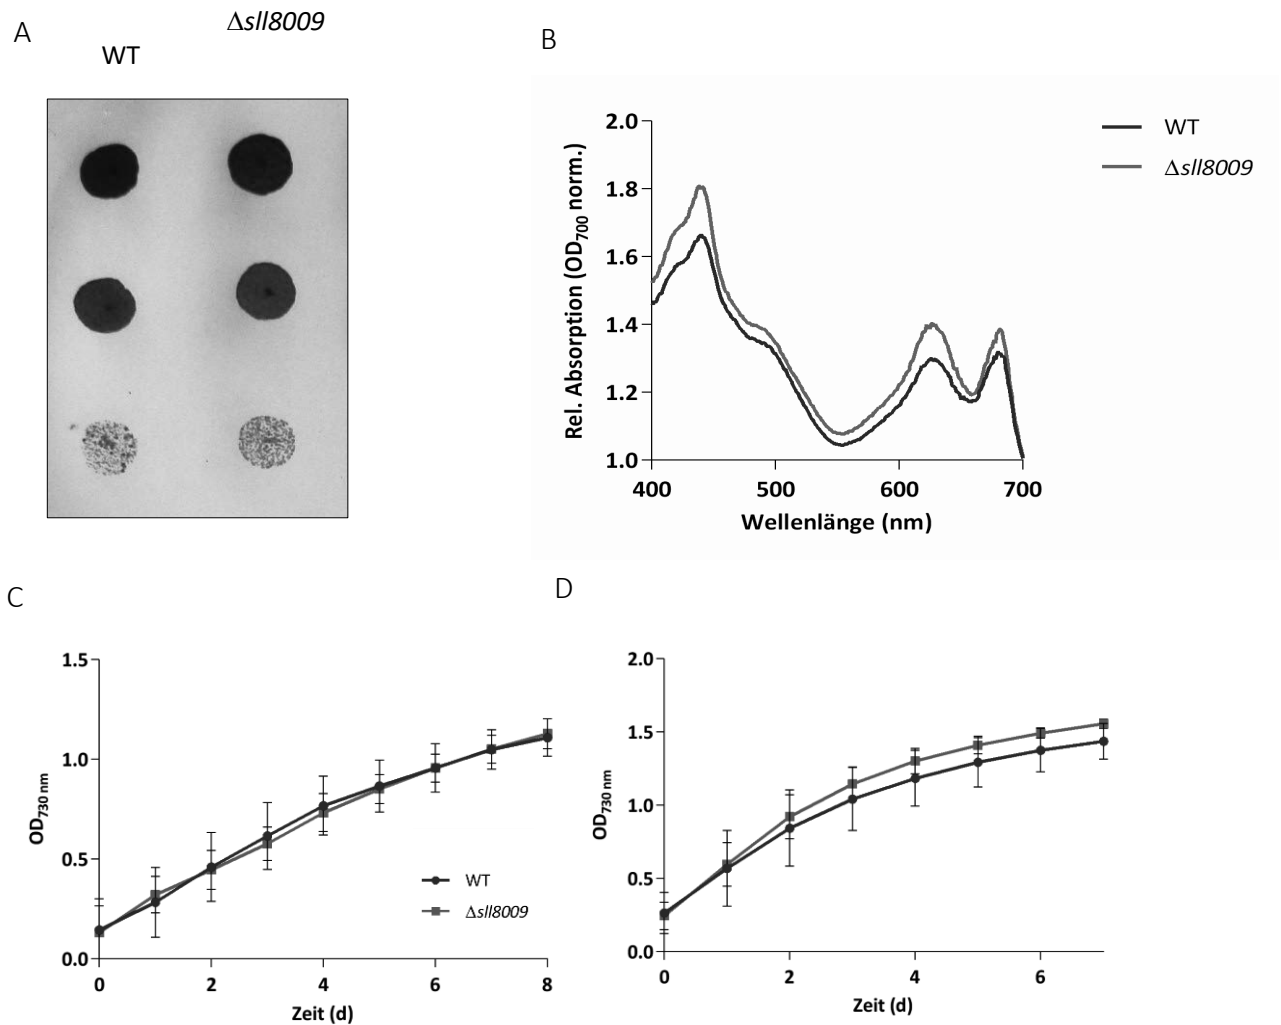 A
Δsll8009
WT
B
WT
Δsll8009
2.0
1.8
1.6
1.4
1.2
1.0
Rel. Absorption (OD700 norm.)
400 500 600 700
Wellenlänge (nm)
C
1.5
1.0
0.5
0.0
OD730 nm
WT
Δsll8009
0 2 4 6 8
Zeit (d)
D
2.0
1.5
1.0
0.5
0.0
OD730 nm
0 2 4 6
Zeit (d)